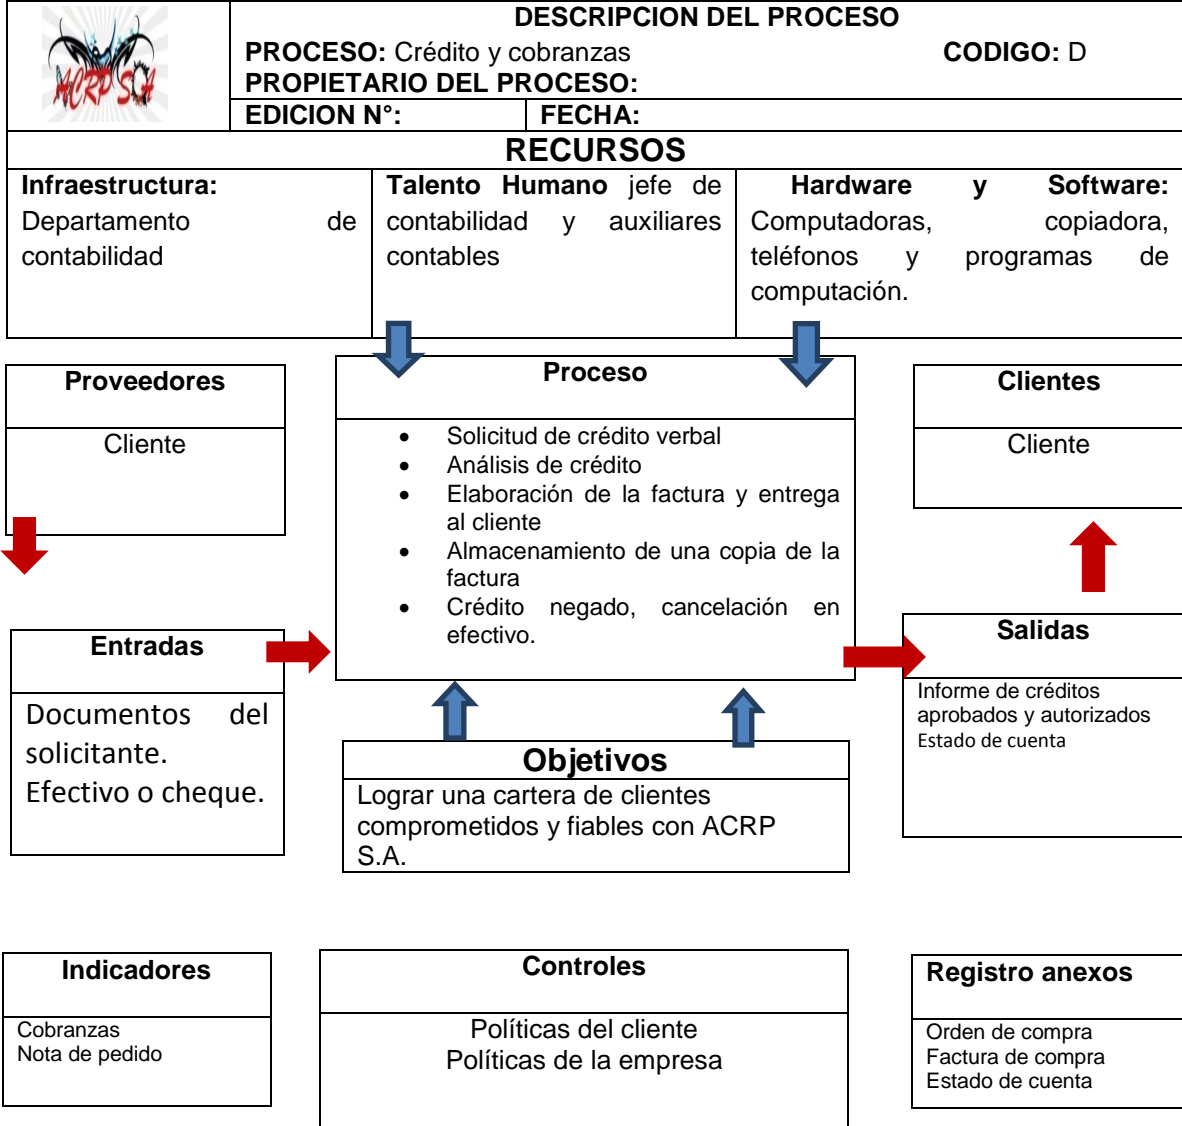 ACRP SA
DESCRIPCION DEL PROCESO
PROCESO: Crédito y cobranzas CODIGO: D
PROPIETARIO DEL PROCESO:
EDICION N°: FECHA:
RECURSOS
Infraestructura:
Departamento de
contabilidad
Talento Humano jefe de
contabilidad y auxiliares
contables
Hardware y Software:
Computadoras, copiadora,
teléfonos y programas de
computación.
Proveedores
Cliente
Proceso
• Solicitud de crédito verbal
• Análisis de crédito
• Elaboración de la factura y entrega
al cliente
• Almacenamiento de una copia de la
factura
• Crédito negado, cancelación en
efectivo.
Clientes
Cliente
Entradas
Documentos del
solicitante.
Efectivo o cheque.
Salidas
Informe de créditos
aprobados y autorizados
Estado de cuenta
Objetivos
Lograr una cartera de clientes
comprometidos y fiables con ACRP
S.A.
Indicadores
Cobranzas
Nota de pedido
Controles
Políticas del cliente
Políticas de la empresa
Registro anexos
Orden de compra
Factura de compra
Estado de cuenta